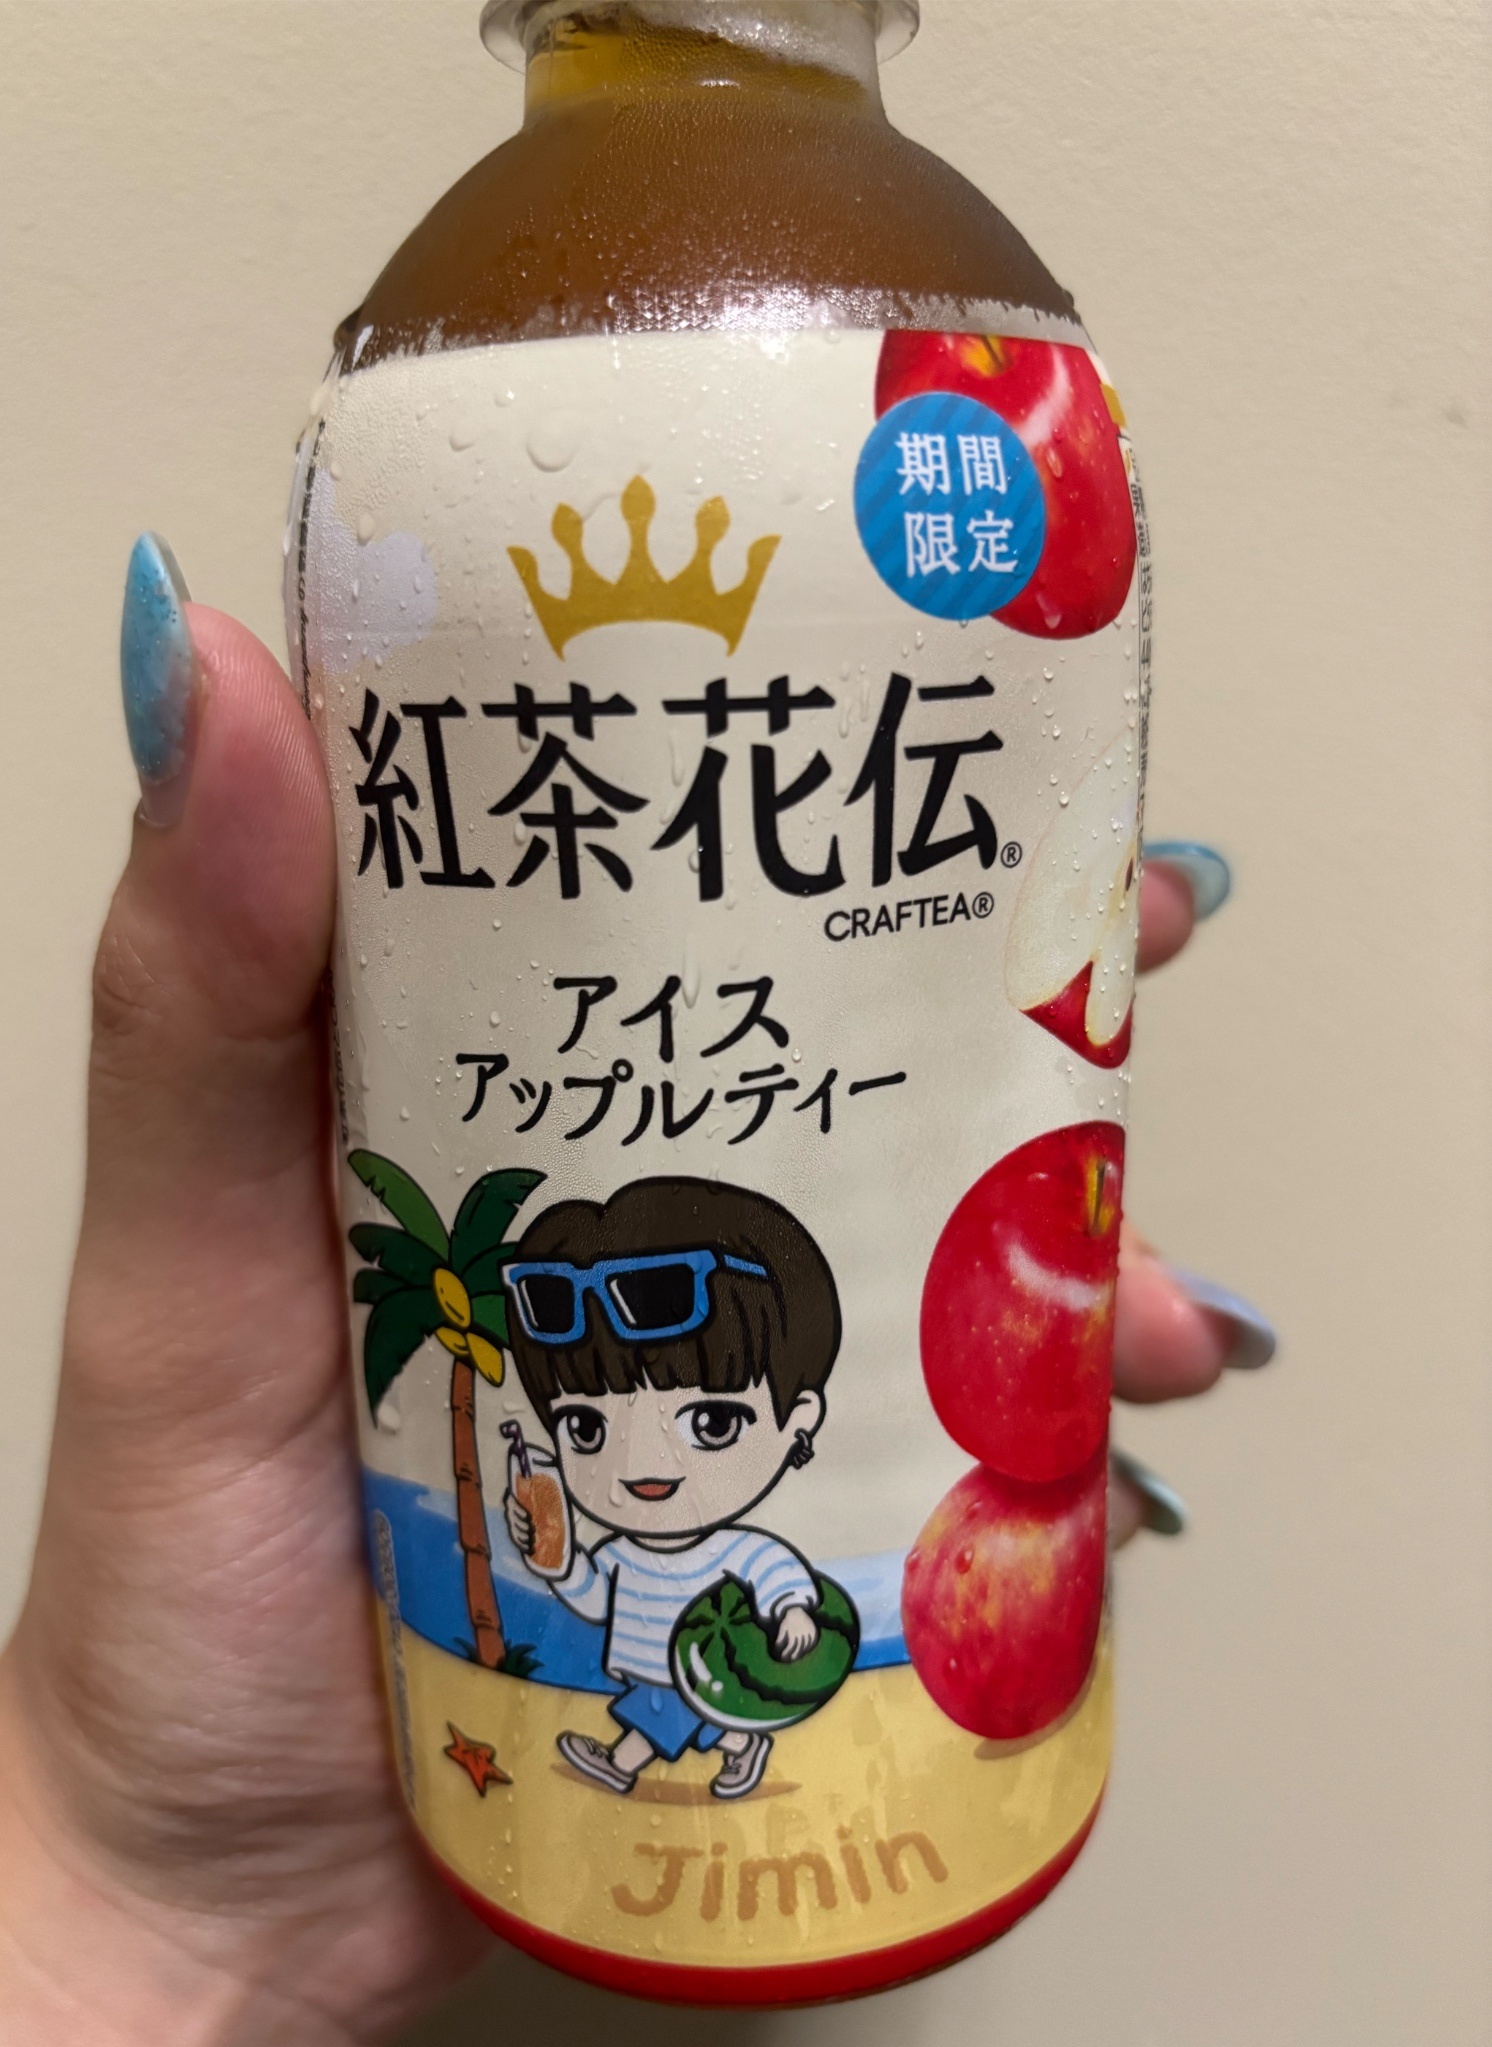 期間
限定
紅茶花伝®
CRAFTEA®
アイス
アップルティー
Jimin